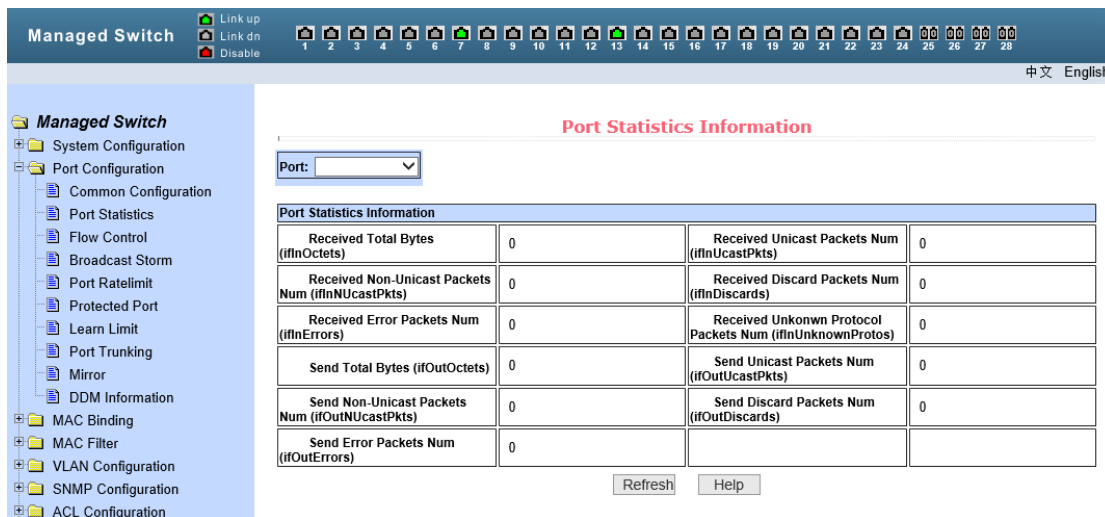 Managed Switch
Link up
Link dn
Disable
1 2 3 4 5 6 7 8 9 10 11 12 13 14 15 16 17 18 19 20 21 22 23 24 25 26 27 28
中文 English
Managed Switch
System Configuration
Port Configuration
Common Configuration
Port Statistics
Flow Control
Broadcast Storm
Port Ratelimit
Protected Port
Learn Limit
Port Trunking
Mirror
DDM Information
MAC Binding
MAC Filter
VLAN Configuration
SNMP Configuration
ACL Configuration
Port Statistics Information
Port:
Port Statistics Information
Received Total Bytes
(ifInOctets)
0
Received Unicast Packets Num
(ifInUcastPkts)
0
Received Non-Unicast Packets
Num (ifInNUcastPkts)
0
Received Discard Packets Num
(ifInDiscards)
0
Received Error Packets Num
(ifInErrors)
0
Received Unkonwn Protocol
Packets Num (ifInUnknownProtos)
0
Send Total Bytes (ifOutOctets)
0
Send Unicast Packets Num
(ifOutUcastPkts)
0
Send Non-Unicast Packets
Num (ifOutNUcastPkts)
0
Send Discard Packets Num
(ifOutDiscards)
0
Send Error Packets Num
(ifOutErrors)
0
Refresh Help